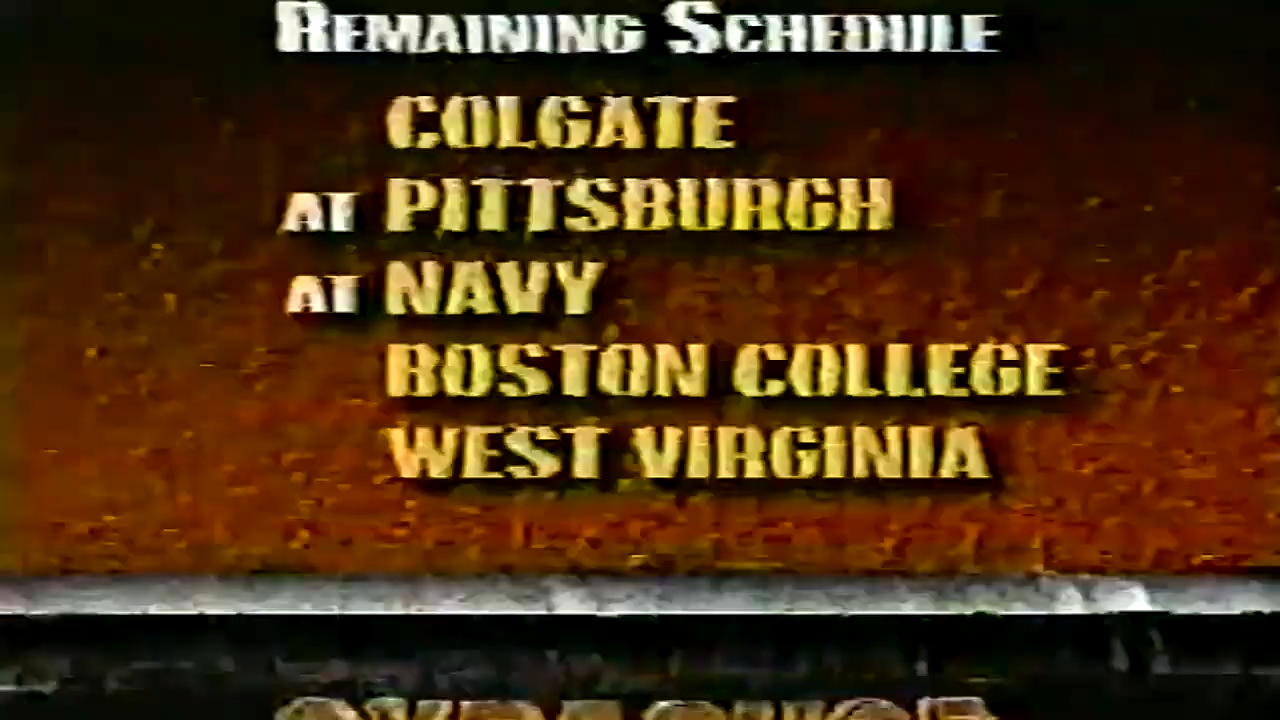 REMAINING SCHEDULE
COLGATE
AT PITTSBURGH
AT NAVY
BOSTON COLLEGE
WEST VIRGINIA